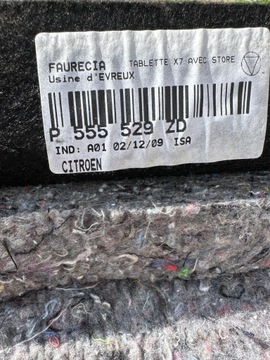 FAURECIA TABLETTE X7 AVEC STORE
Usine d'EVREUX
P 555 529 ZD
IND: A01 02/12/09 ISA
CITROEN